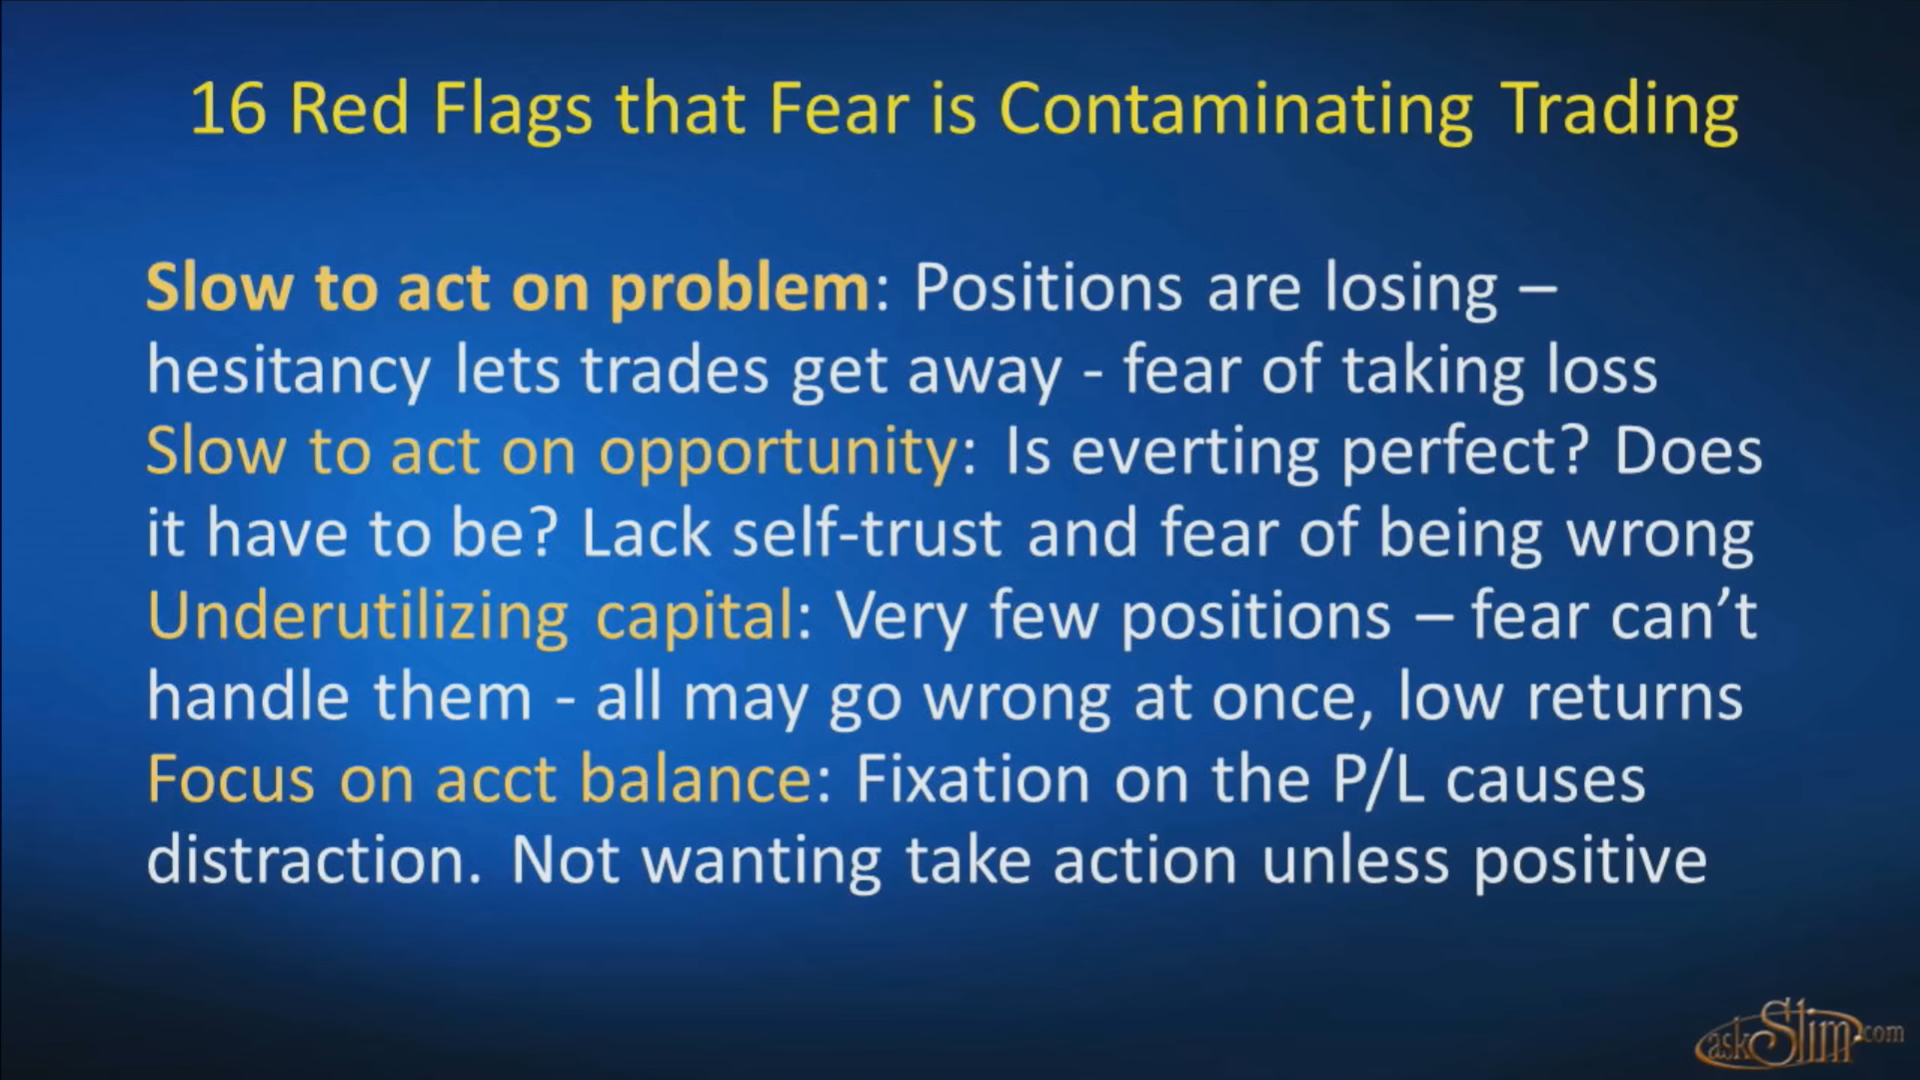 16 Red Flags that Fear is Contaminating Trading
Slow to act on problem: Positions are losing –
hesitancy lets trades get away - fear of taking loss
Slow to act on opportunity: Is everting perfect? Does
it have to be? Lack self-trust and fear of being wrong
Underutilizing capital: Very few positions – fear can’t
handle them - all may go wrong at once, low returns
Focus on acct balance: Fixation on the P/L causes
distraction. Not wanting take action unless positive
askSlim.com